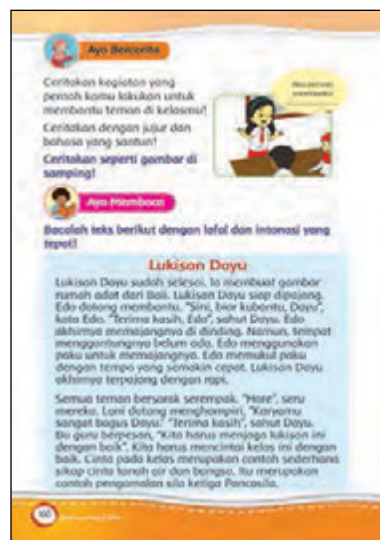 Ayo Bercerita
Ceritakan kegiatan yang
pernah kamu lakukan untuk
membantu teman di kelasmu!
Ceritakan dengan jujur dan
bahasa yang santun!
Ceritakan seperti gambar di
samping!
Aku pernah
Ayo Membaca
Bacalah teks berikut dengan lafal dan intonasi yang
tepat!
Lukisan Dayu
Lukisan Dayu sudah selesai. Ia membuat gambar
rumah adat dari Bali. Lukisan Dayu siap dipajang.
Edo datang membantu. "Sini, biar kubantu, Dayu",
kata Edo. "Terima kasih, Edo", sahut Dayu. Edo
akhirnya memajangnya di dinding. Namun, tempat
menggantungnya belum ada. Edo menggunakan
paku untuk memajangnya. Edo memukul paku
dengan tempo yang semakin cepat. Lukisan Dayu
akhirnya terpajang dengan rapi.
Semua teman bersorak serempak. "Hore", seru
mereka. Lani datang menghampiri, "Karyamu
sangat bagus Dayu." "Terima kasih", sahut Dayu.
Bu guru berpesan, "Kita harus menjaga lukisan ini
dengan baik". Kita harus mencintai kelas ini dengan
baik. Cinta pada kelas merupakan contoh sederhana
sikap cinta tanah air dan bangsa. Itu merupakan
contoh pengamalan sila ketiga Pancasila.